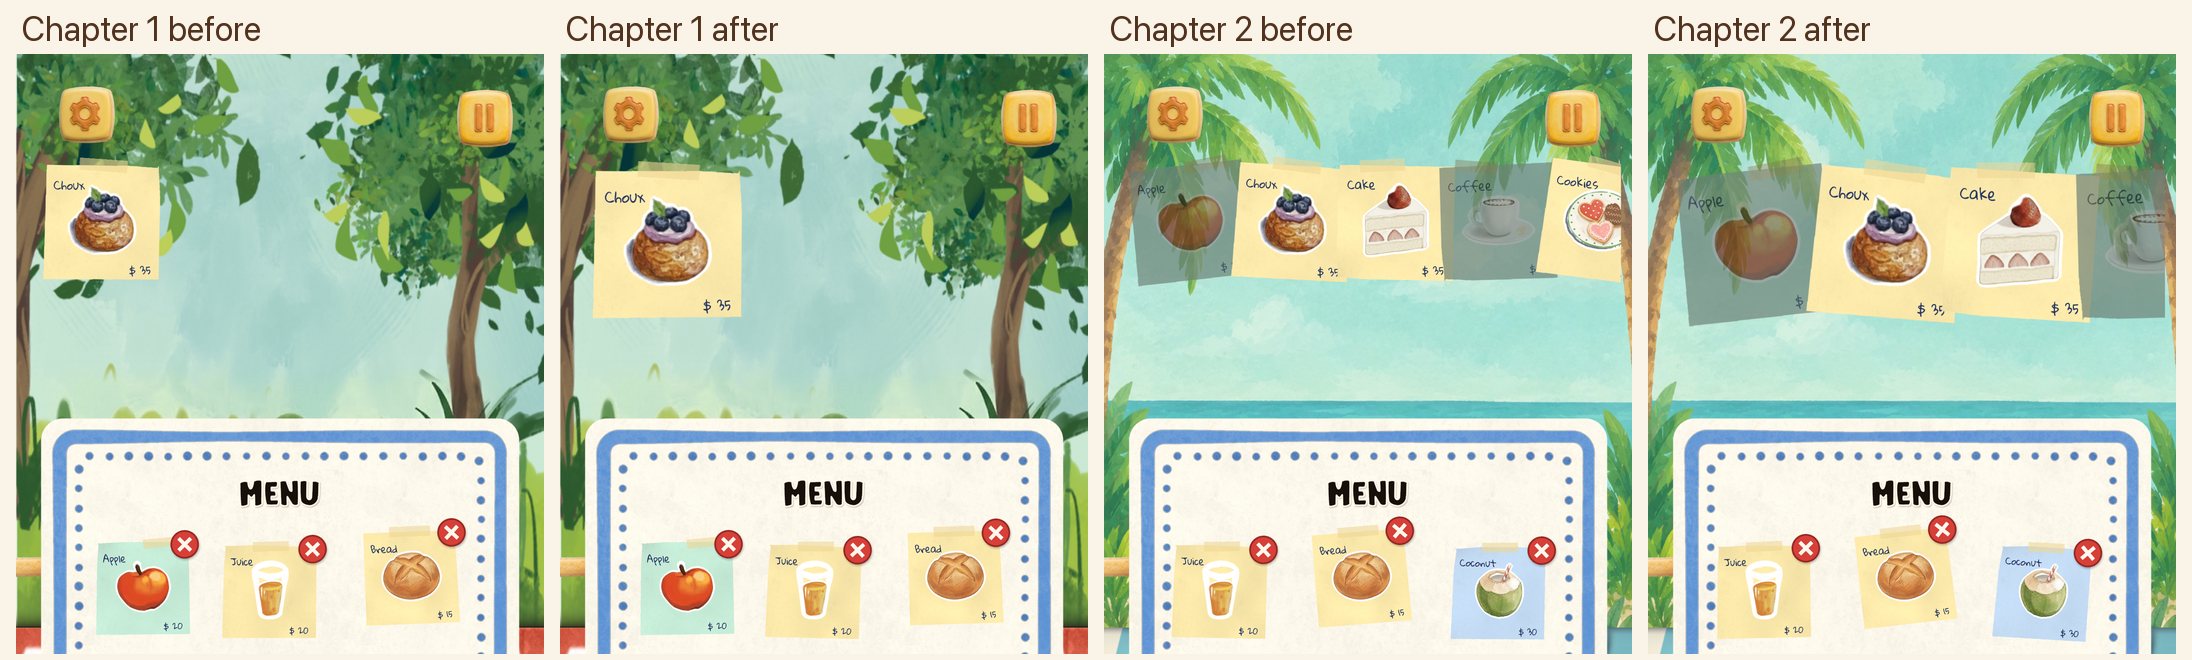 Chapter 1 before
Choux
$ 35
MENU
Apple
$ 20
Juice
$ 20
Bread
$ 15
Chapter 1 after
Choux
$ 35
MENU
Apple
$ 20
Juice
$ 20
Bread
$ 15
Chapter 2 before
Apple
$
Choux
$ 35
Cake
$ 35
Coffee
$
Cookies
MENU
Juice
$ 20
Bread
$ 15
Coconut
$ 30
Chapter 2 after
Apple
$
Choux
$ 35
Cake
$ 35
Coffee
MENU
Juice
$ 20
Bread
$ 15
Coconut
$ 30